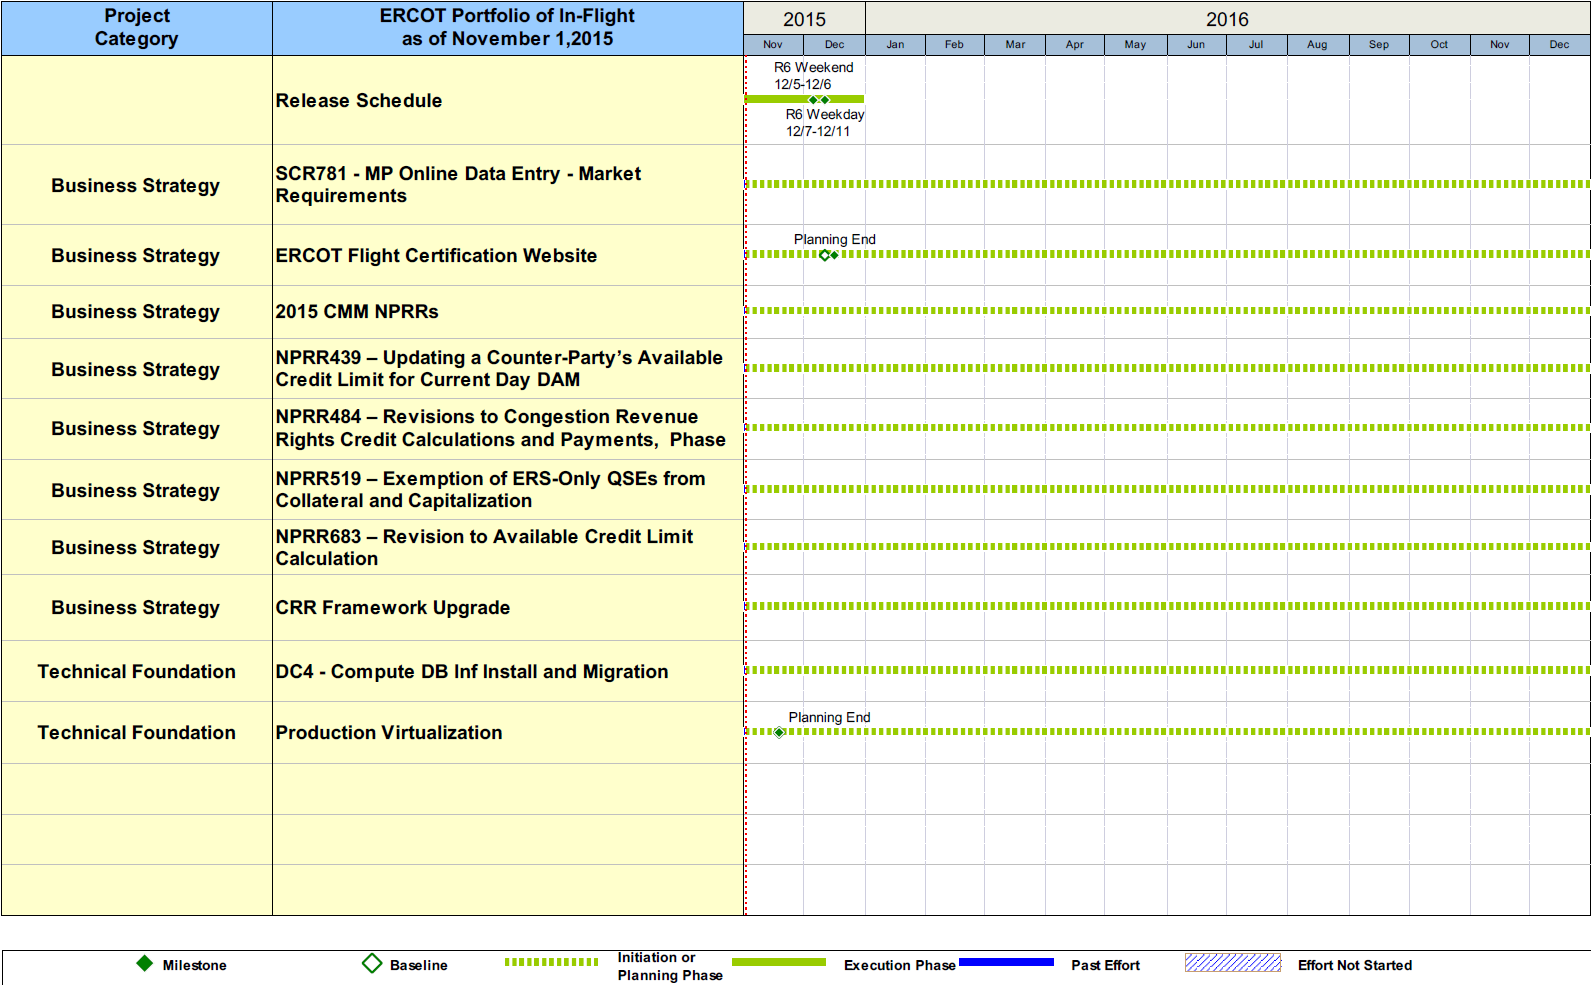 Project
Category
ERCOT Portfolio of In-Flight
as of November 1,2015
2015
2016
Nov
Dec
Jan
Feb
Mar
Apr
May
Jun
Jul
Aug
Sep
Oct
Nov
Dec
Release Schedule
R6 Weekend
12/5-12/6
R6 Weekday
12/7-12/11
Business Strategy
SCR781 - MP Online Data Entry - Market
Requirements
Business Strategy
ERCOT Flight Certification Website
Planning End
Business Strategy
2015 CMM NPRRs
Business Strategy
NPRR439 – Updating a Counter-Party’s Available
Credit Limit for Current Day DAM
Business Strategy
NPRR484 – Revisions to Congestion Revenue
Rights Credit Calculations and Payments,  Phase
Business Strategy
NPRR519 – Exemption of ERS-Only QSEs from
Collateral and Capitalization
Business Strategy
NPRR683 – Revision to Available Credit Limit
Calculation
Business Strategy
CRR Framework Upgrade
Technical Foundation
DC4 - Compute DB Inf Install and Migration
Technical Foundation
Production Virtualization
Planning End
Milestone
Baseline
Initiation or
Planning Phase
Execution Phase
Past Effort
Effort Not Started